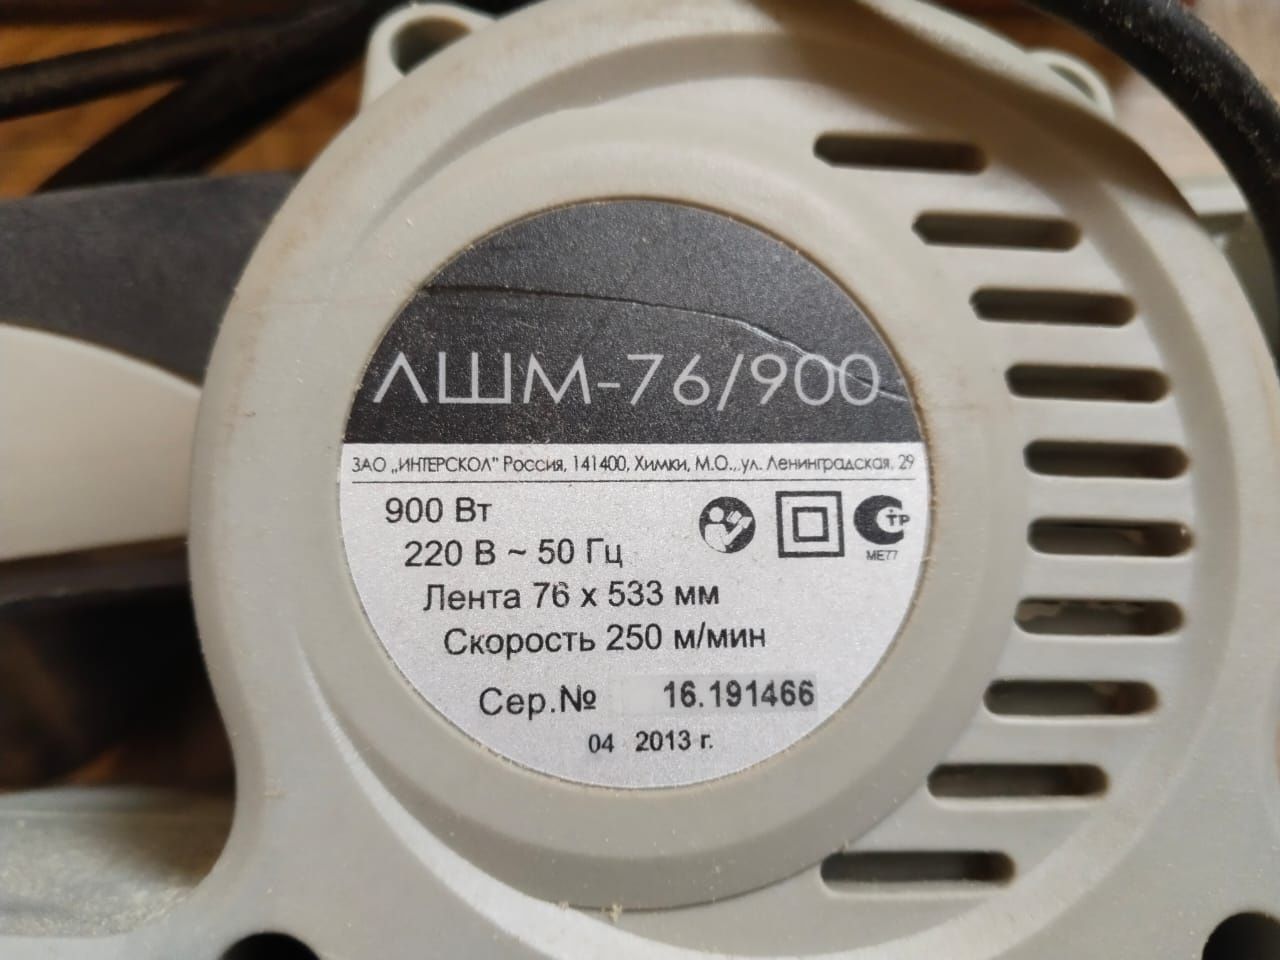 ЛШМ-76/900
ЗАО „ИНТЕРСКОЛ" Россия, 141400, Химки, М.О.,.ул. Ленинградская, 29
900 Вт
220 В ~ 50 Гц
Лента 76 х 533 мм
Скорость 250 м/мин
ТР
МЕ77
Сер.№ 16.191466
04 2013 г.